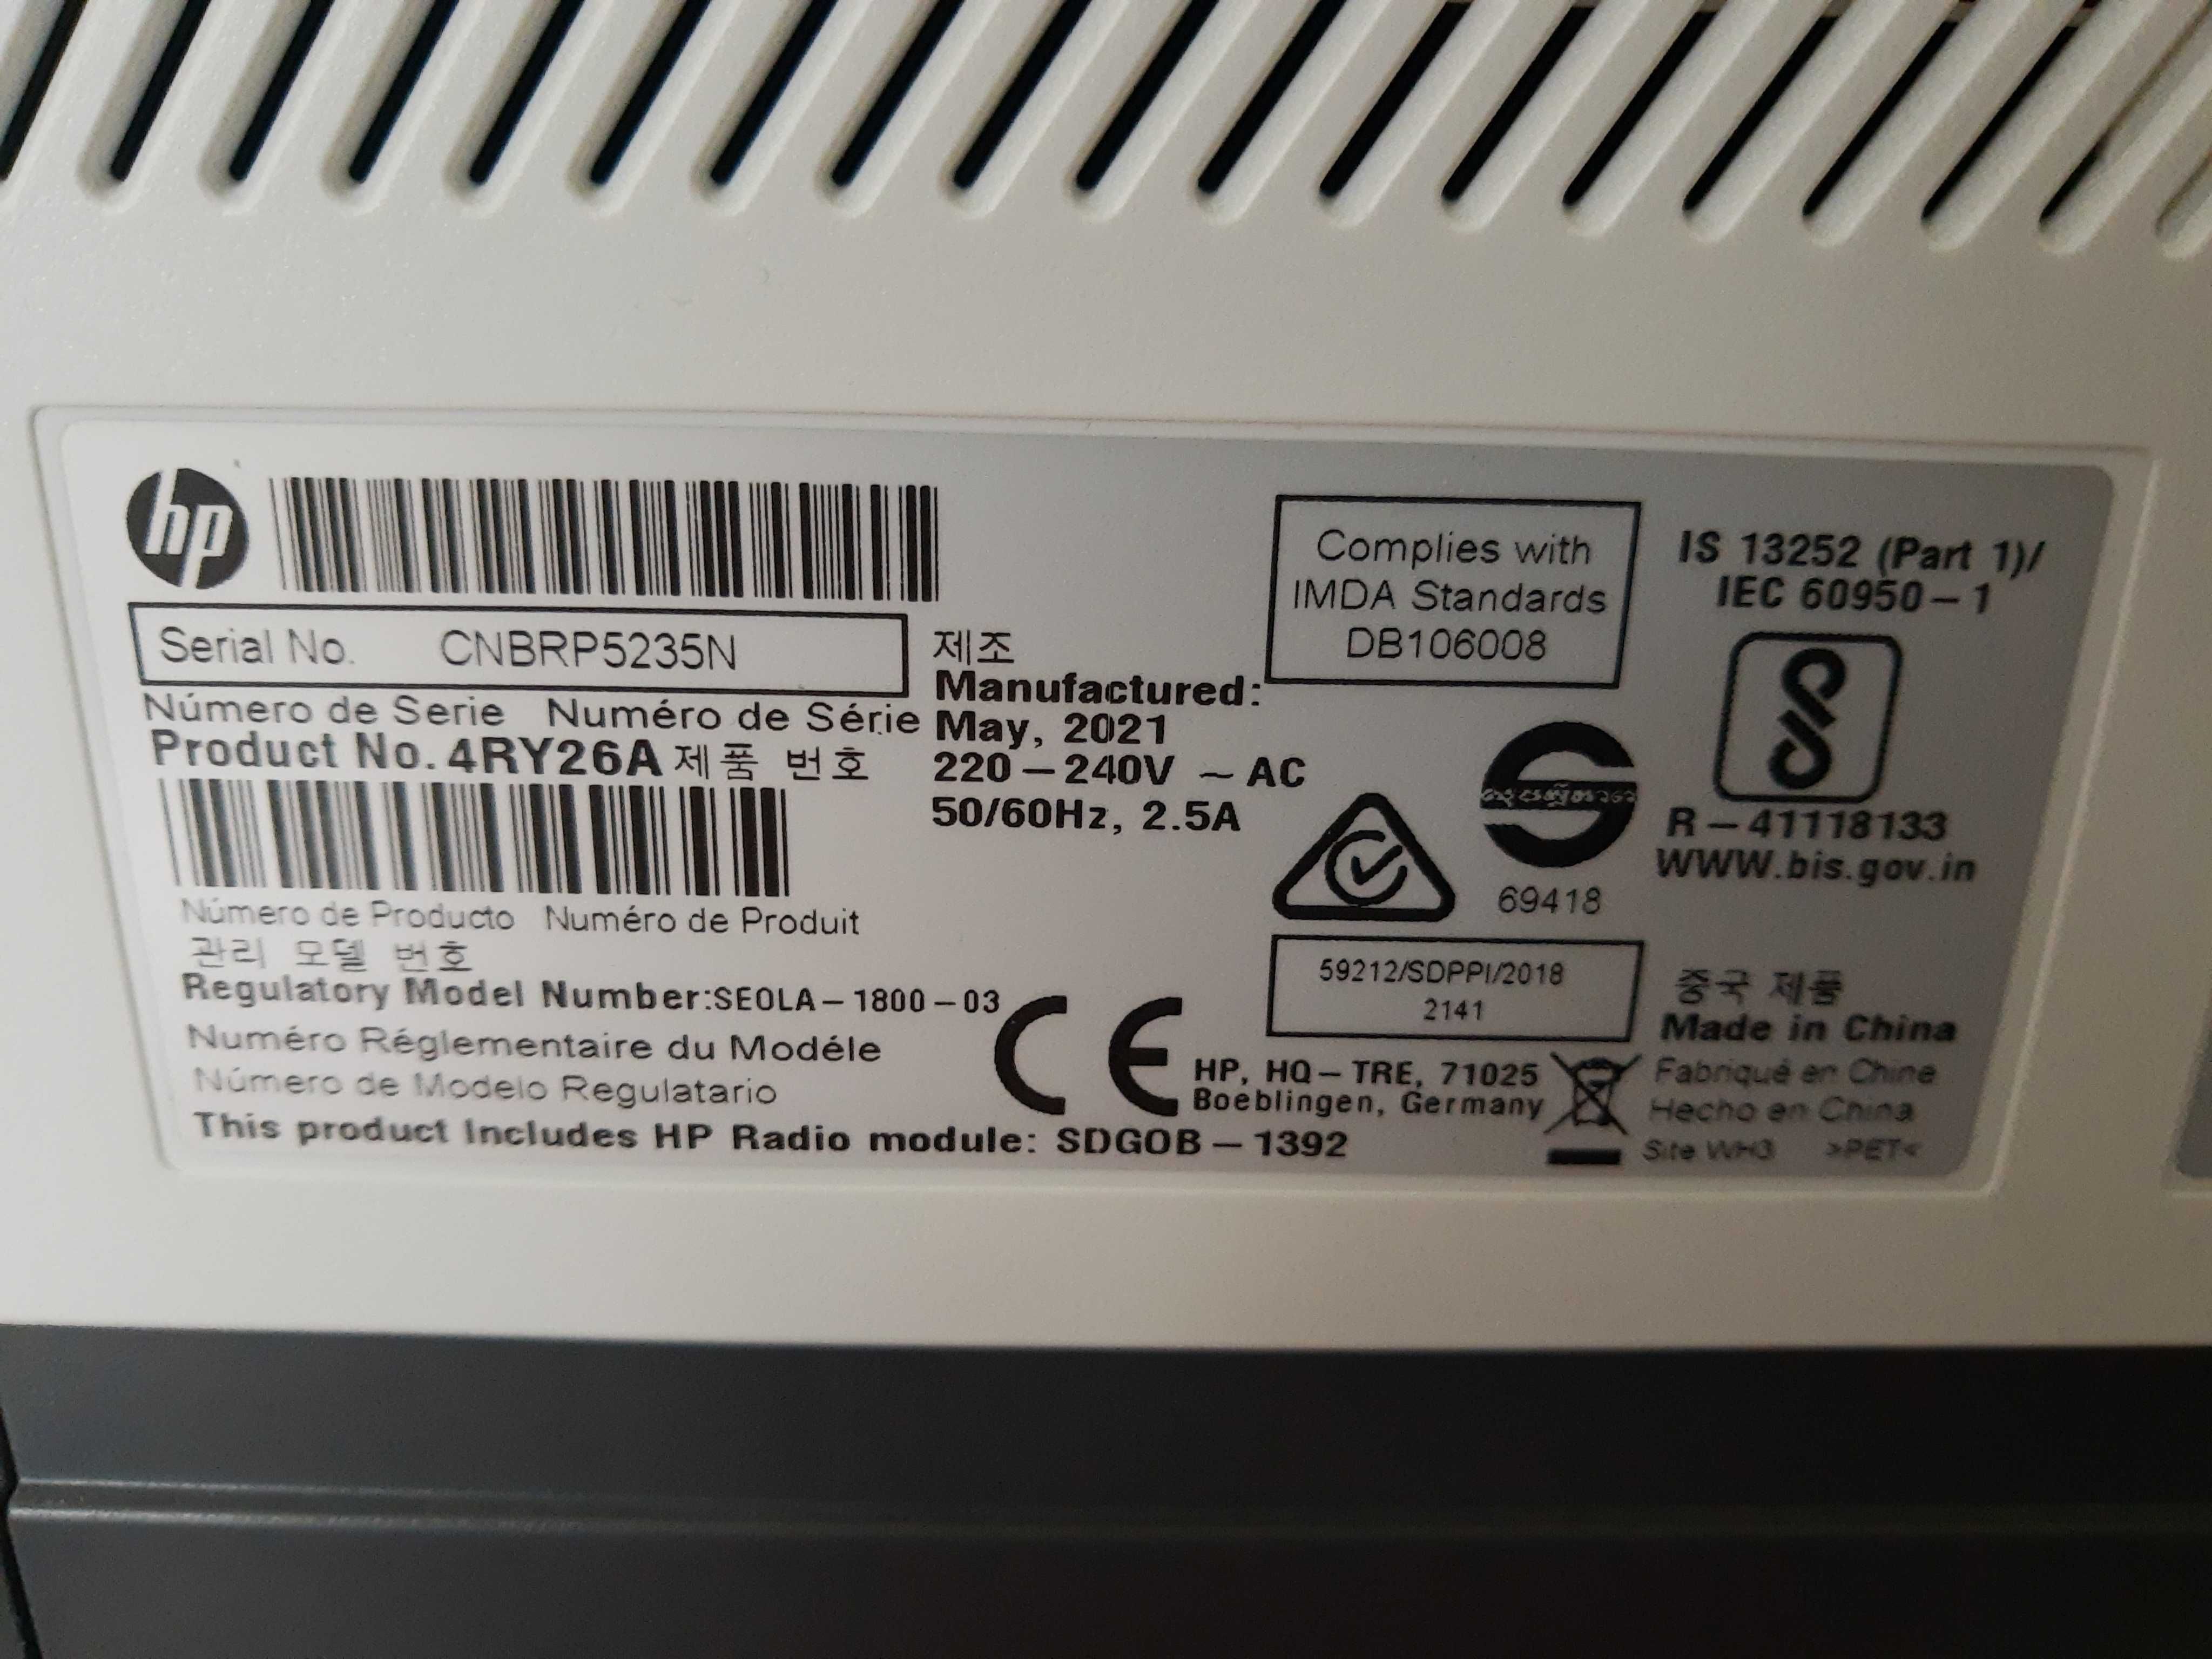 hp
Serial No. CNBRP5235N
Número de Serie Numéro de Série
Product No. 4RY26A 제품 번호
Número de Producto Numéro de Produit
관리 모델 번호
Regulatory Model Number:SEOLA-1800-03
Numéro Réglementaire du Modéle
Número de Modelo Regulatario
This product Includes HP Radio module: SDGOB-1392
제조
Manufactured:
May, 2021
220-240V ~ AC
50/60Hz, 2.5A
Complies with
IMDA Standards
DB106008
69418
59212/SDPPI/2018
2141
CE
HP, HQ-TRE, 71025
Boeblingen, Germany
IS 13252 (Part 1)/
IEC 60950-1
R-41118133
WWW.bis.gov.in
중국 제품
Made in China
Fabriqué en Chine
Hecho en China
Site WH3 >PET<